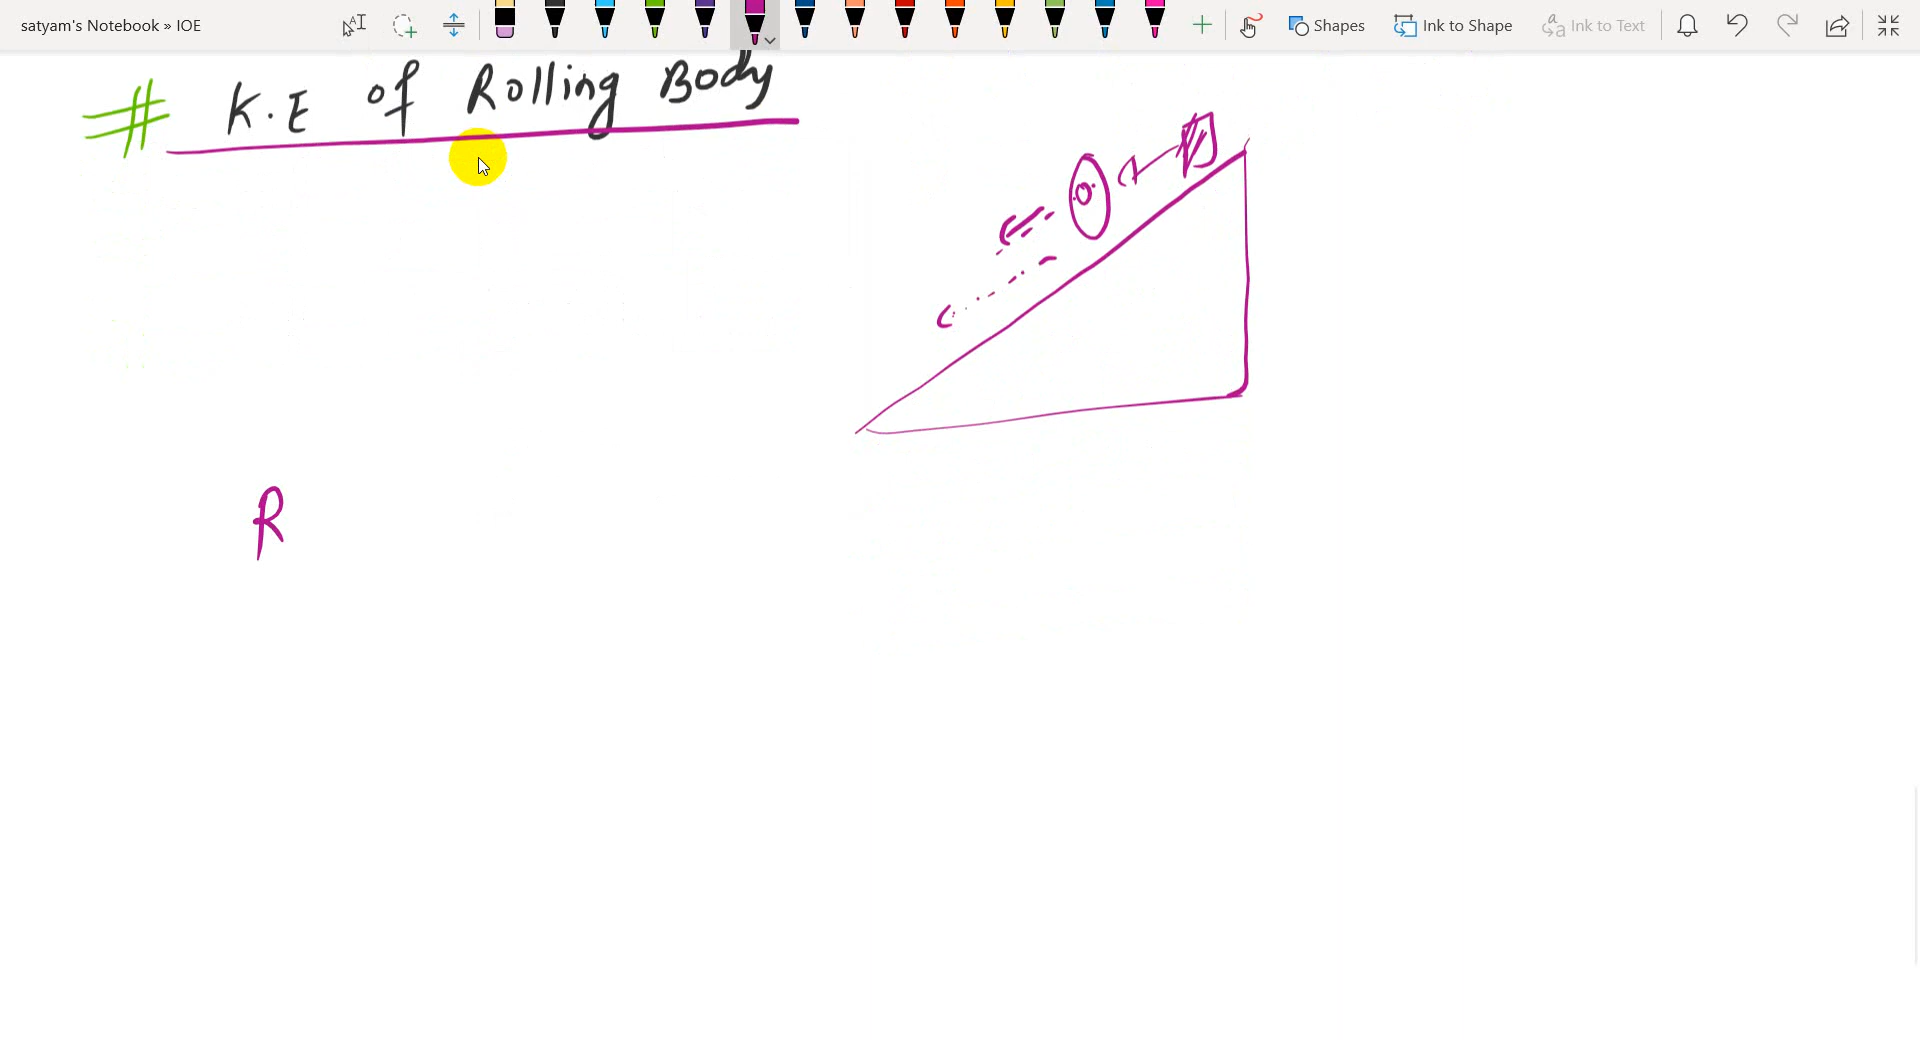 satyam's Notebook » IOE
Shapes
Ink to Shape
Ink to Text
# K.E of Rolling Body
R